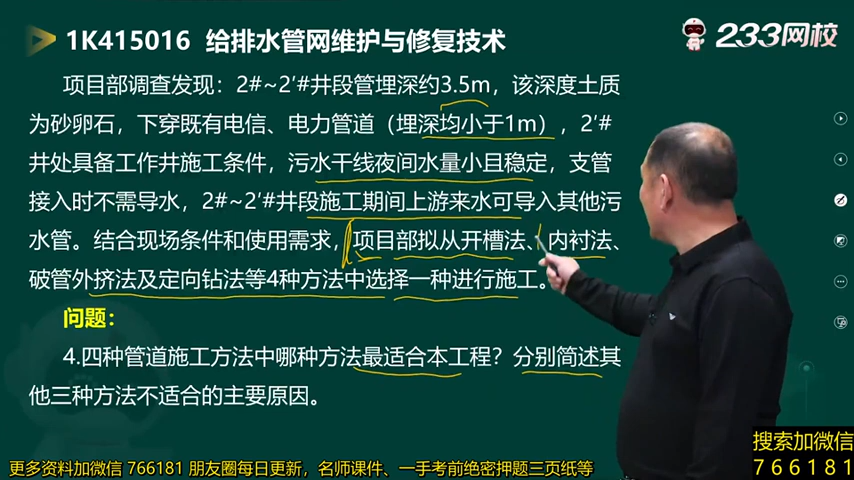 1K415016 给排水管网维护与修复技术
233网校
项目部调查发现：2#~2′#井段管埋深约3.5m，该深度土质
为砂卵石，下穿既有电信、电力管道（埋深均小于1m），2′#
井处具备工作井施工条件，污水干线夜间水量小且稳定，支管
接入时不需导水，2#~2′#井段施工期间上游来水可导入其他污
水管。结合现场条件和使用需求，项目部拟从开槽法、内衬法、
破管外挤法及定向钻法等4种方法中选择一种进行施工。
问题：
4.四种管道施工方法中哪种方法最适合本工程？分别简述其
他三种方法不适合的主要原因。
搜索加微信
766181
更多资料加微信 766181 朋友圈每日更新，名师课件、一手考前绝密押题三页纸等